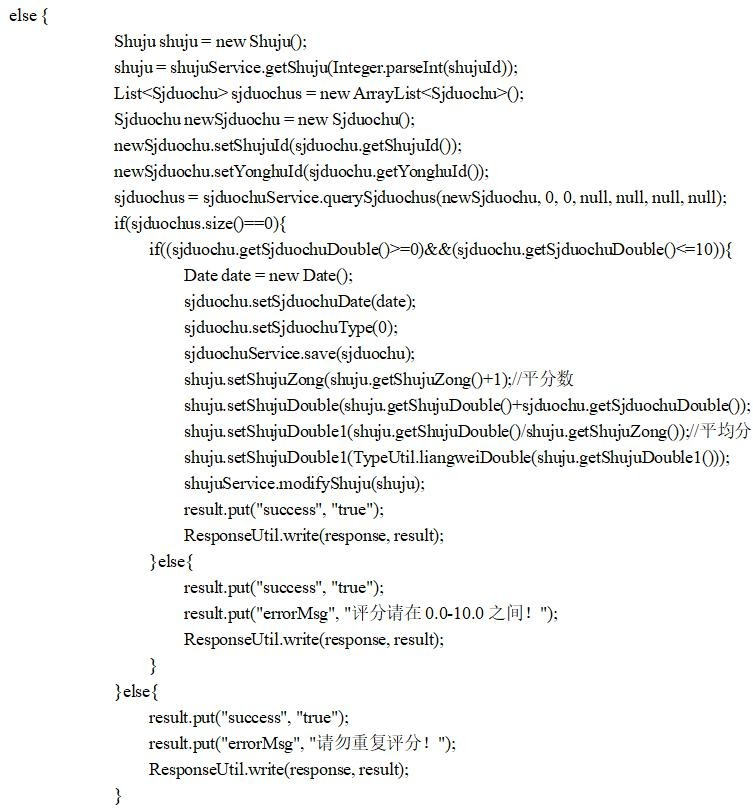 else {
Shuju shuju = new Shuju();
shuju = shujuService.getShuju(Integer.parseInt(shujuId));
List<Sjduochu> sjduochus = new ArrayList<Sjduochu>();
Sjduochu newSjduochu = new Sjduochu();
newSjduochu.setShujuId(sjduochu.getShujuId());
newSjduochu.setYonghuId(sjduochu.getYonghuId());
sjduochus = sjduochuService.querySjduochus(newSjduochu, 0, 0, null, null, null, null);
if(sjduochus.size()==0){
if((sjduochu.getSjduochuDouble()>=0)&&(sjduochu.getSjduochuDouble()<=10)){
Date date = new Date();
sjduochu.setSjduochuDate(date);
sjduochu.setSjduochuType(0);
sjduochuService.save(sjduochu);
shuju.setShujuZong(shuju.getShujuZong()+1);//平分数
shuju.setShujuDouble(shuju.getShujuDouble()+sjduochu.getSjduochuDouble());
shuju.setShujuDouble1(shuju.getShujuDouble()/shuju.getShujuZong());//平均分
shuju.setShujuDouble1(TypeUtil.liangweiDouble(shuju.getShujuDouble1()));
shujuService.modifyShuju(shuju);
result.put("success", "true");
ResponseUtil.write(response, result);
}else{
result.put("success", "true");
result.put("errorMsg", "评分请在 0.0-10.0 之间！");
ResponseUtil.write(response, result);
}
}else{
result.put("success", "true");
result.put("errorMsg", "请勿重复评分！");
ResponseUtil.write(response, result);
}